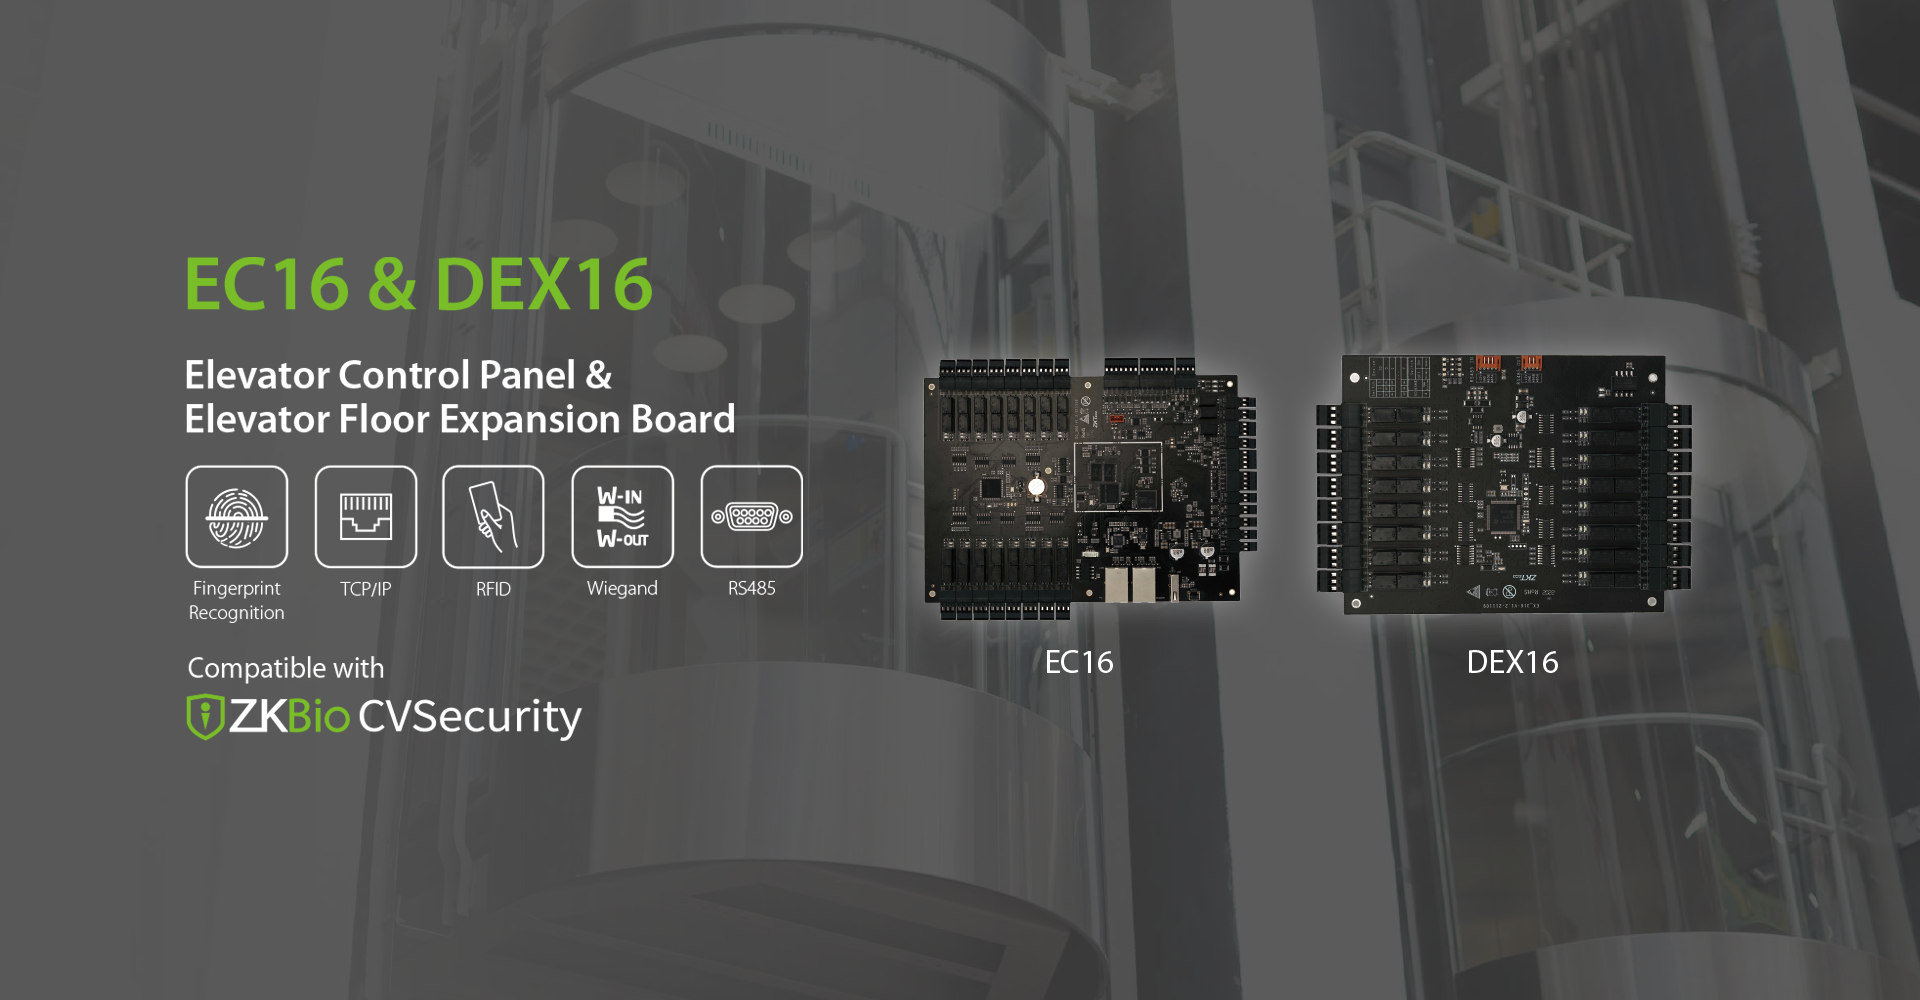 EC16 & DEX16
Elevator Control Panel &
Elevator Floor Expansion Board
W-IN
W-OUT
Fingerprint
Recognition
TCP/IP
RFID
Wiegand
RS485
Compatible with
ZKBio CVSecurity
EC16
DEX16